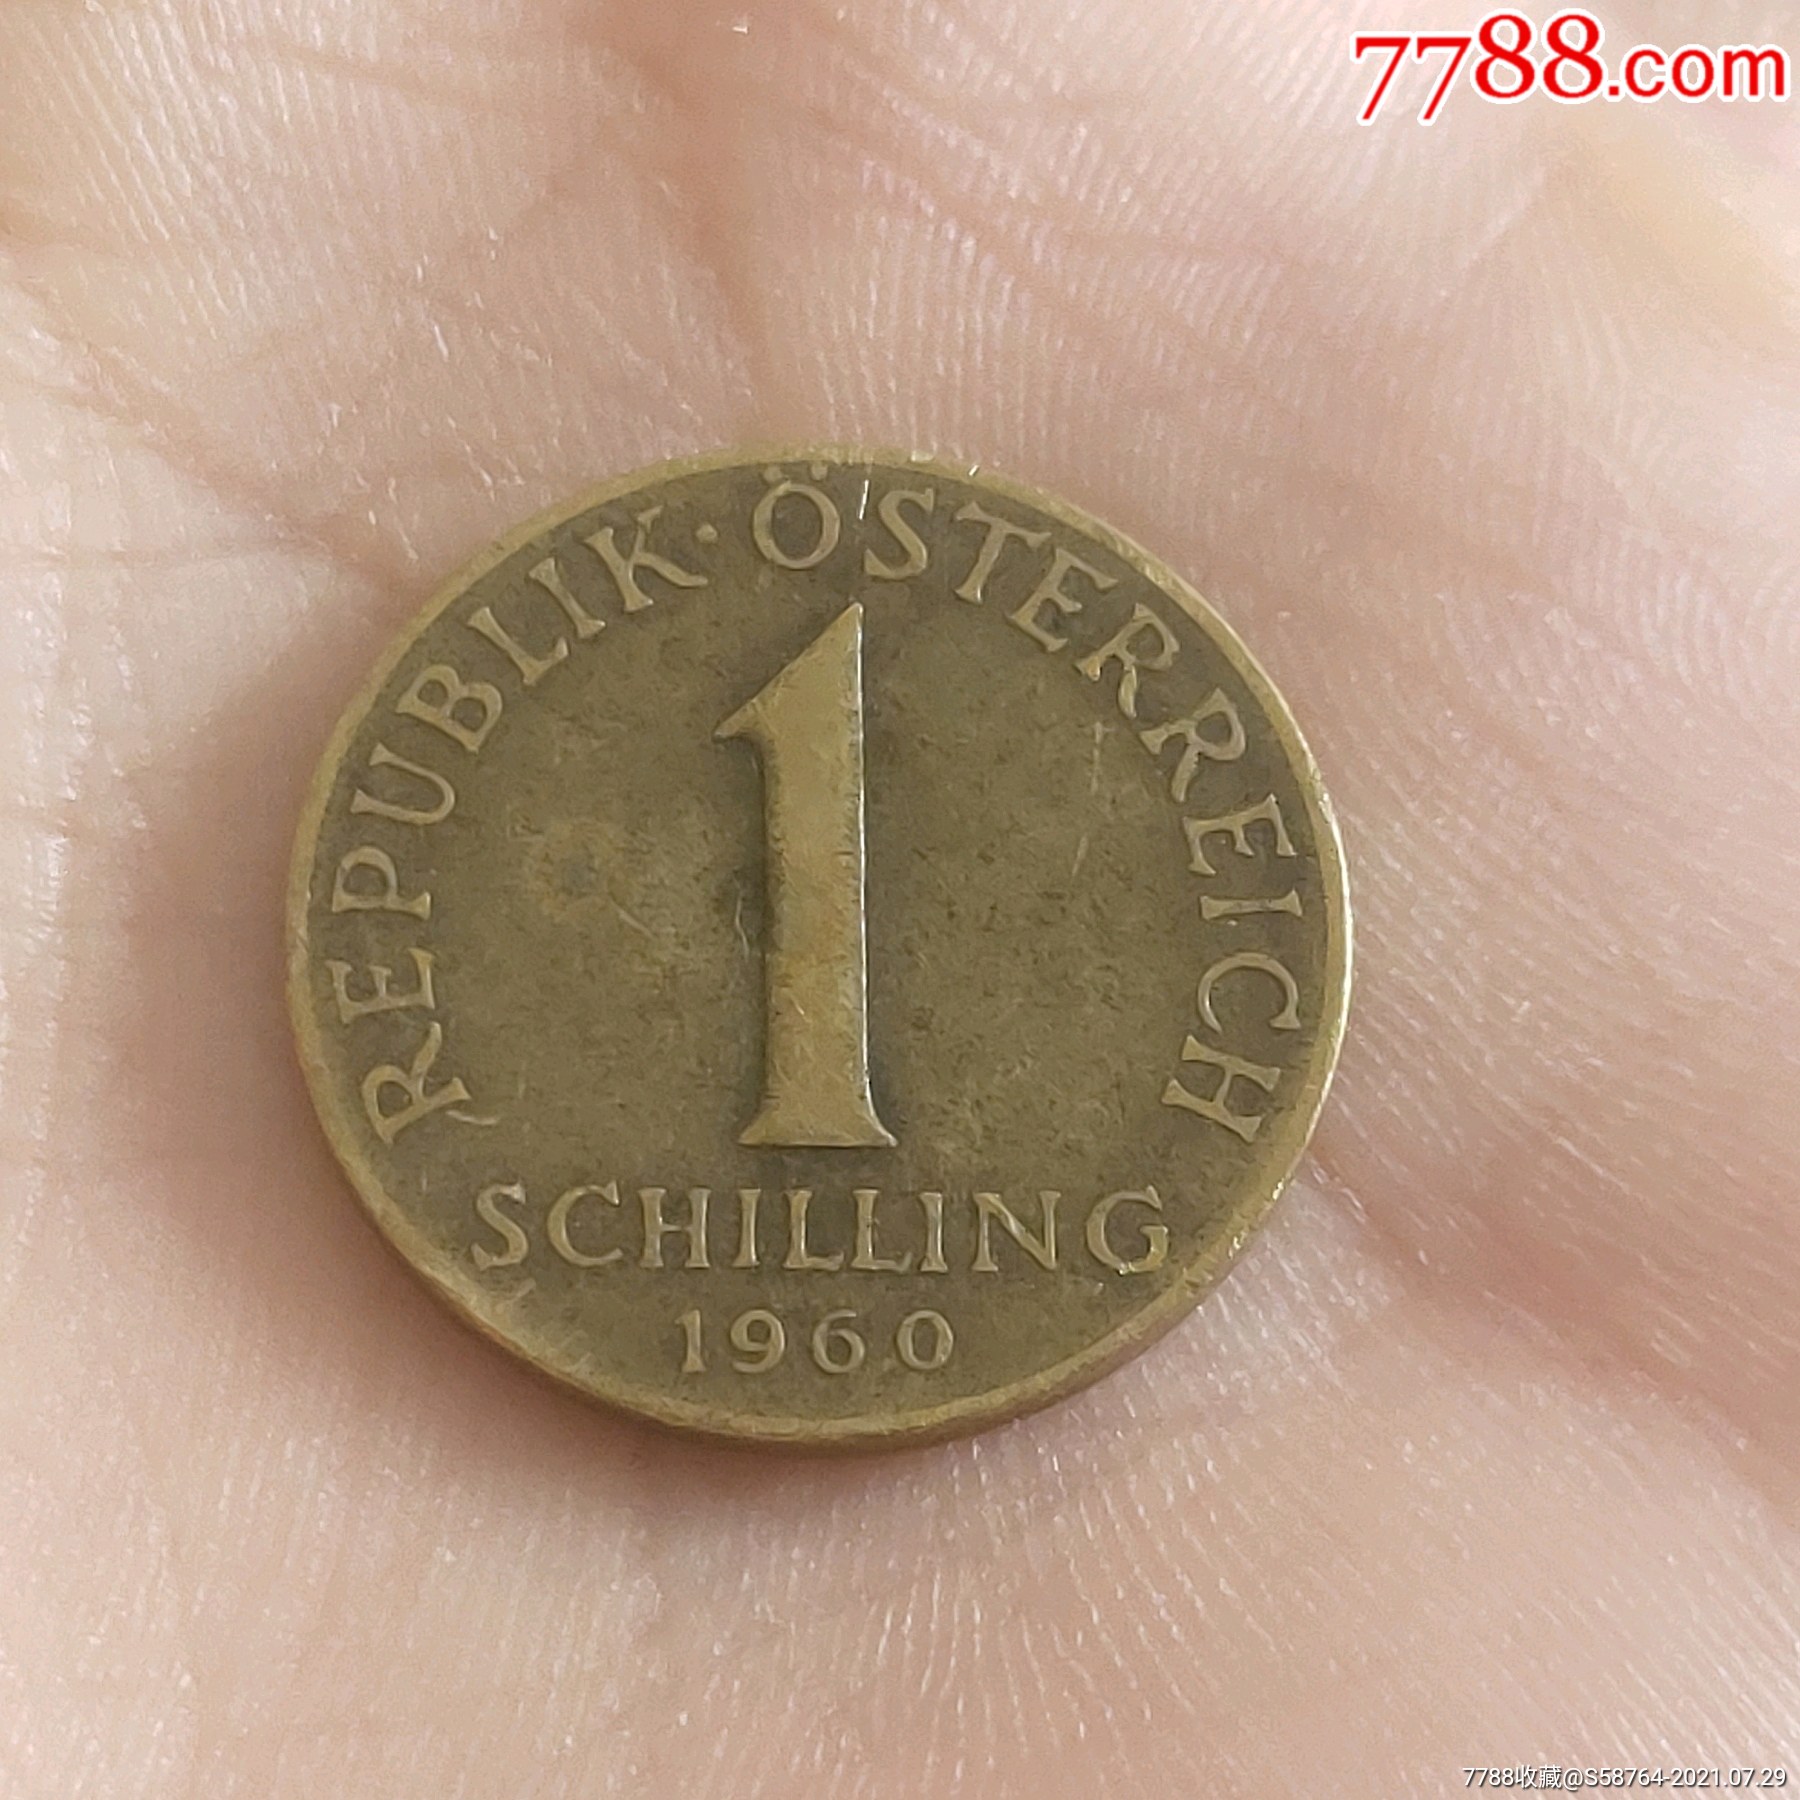 7788.com
REPUBLIK · ÖSTERREICH
1
SCHILLING
1960
7788收藏@S58764-2021.07.29